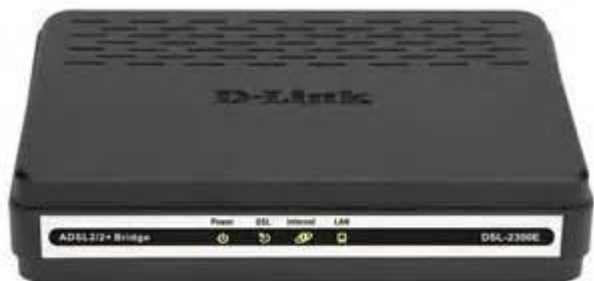 D-Link
Power DSL Internet LAN
ADSL2/2+ Bridge DSL-2300E